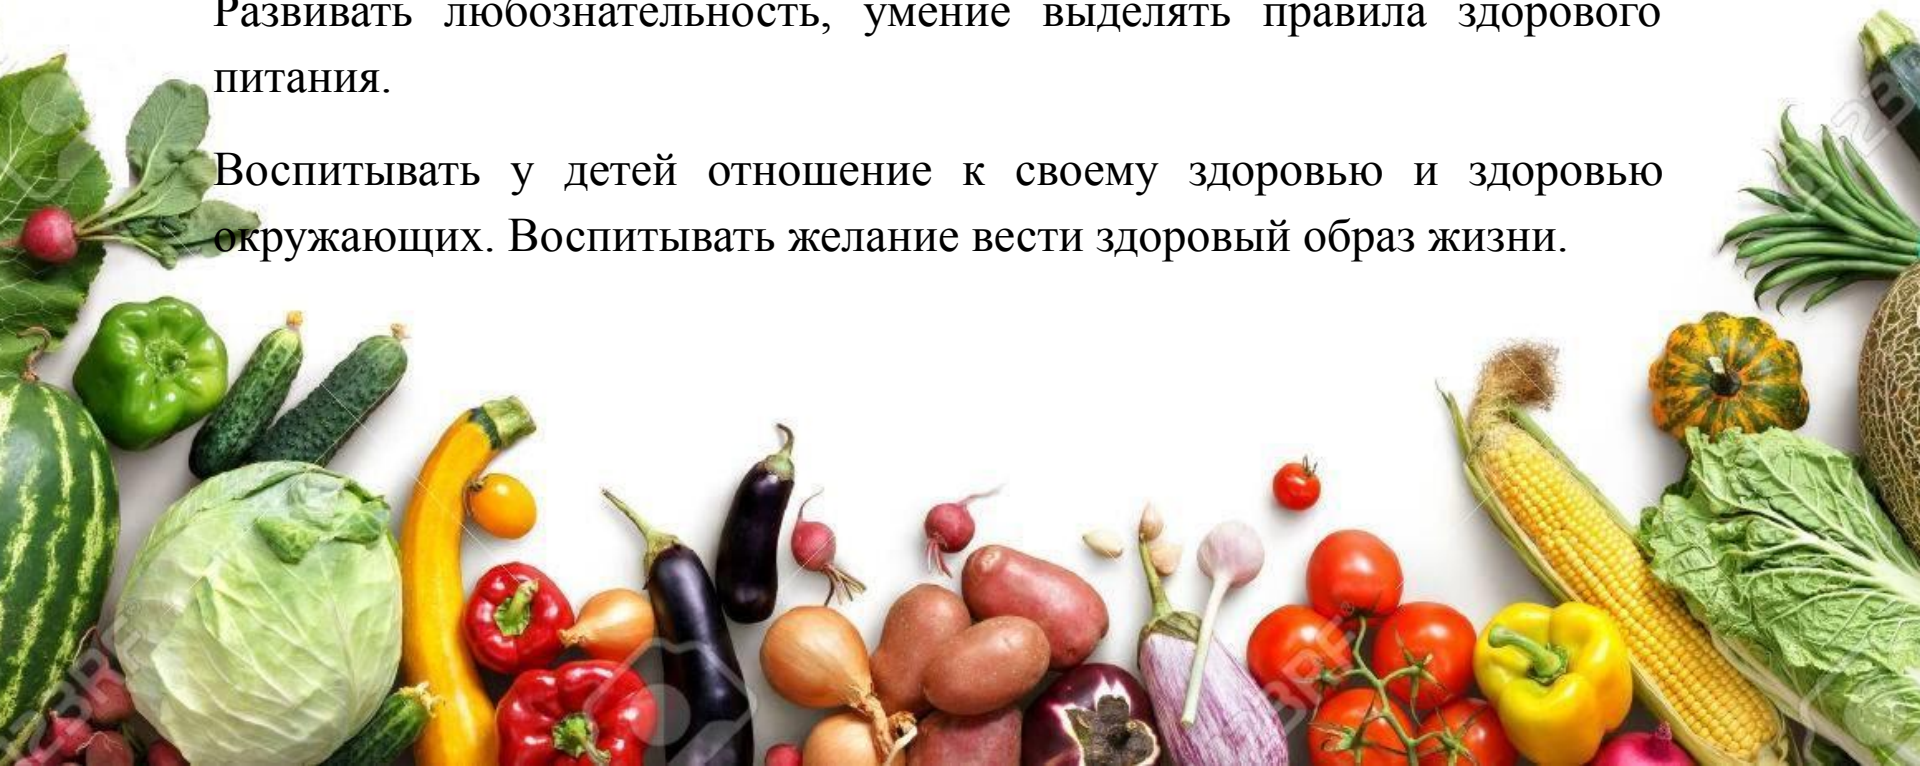 Развивать любознательность, умение выделять правила здорового
питания.
Воспитывать у детей отношение к своему здоровью и здоровью
окружающих. Воспитывать желание вести здоровый образ жизни.